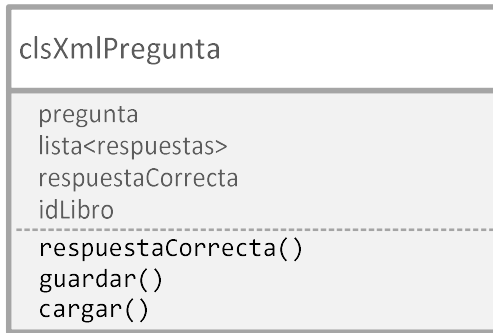 clsXmlPregunta
pregunta
lista<respuestas>
respuestaCorrecta
idLibro
respuestaCorrecta()
guardar()
cargar()